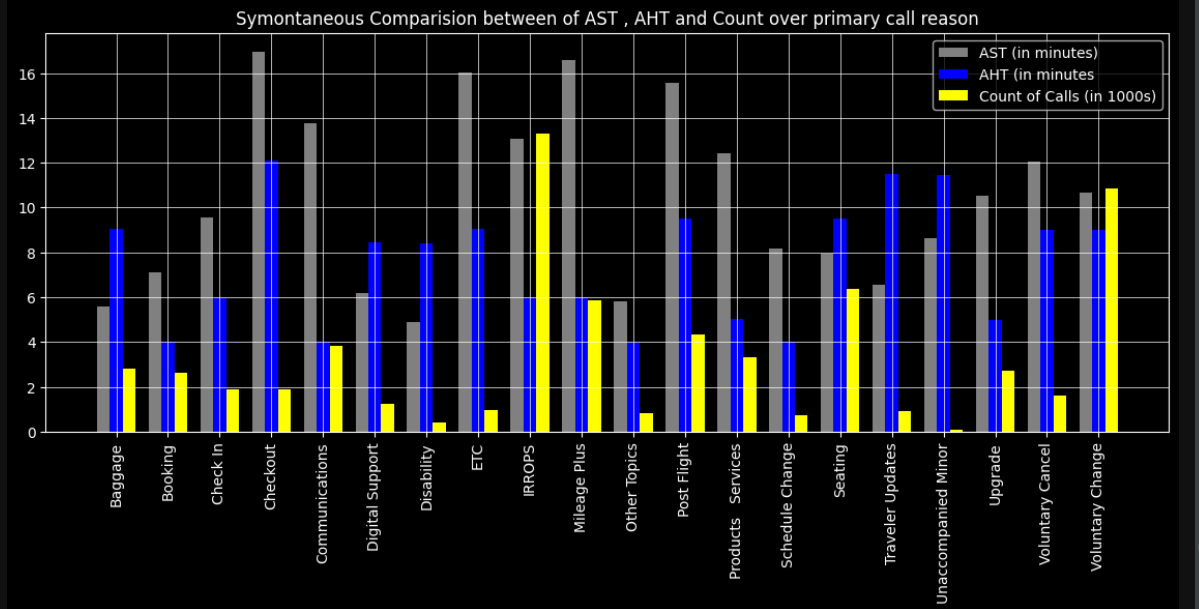 Symontaneous Comparision between of AST , AHT and Count over primary call reason
AST (in minutes)
AHT (in minutes
Count of Calls (in 1000s)
16
14
12
10
8
6
4
2
0
Baggage
Booking
Check In
Checkout
Communications
Digital Support
Disability
ETC
IRROPS
Mileage Plus
Other Topics
Post Flight
Products   Services
Schedule Change
Seating
Traveler Updates
Unaccompanied Minor
Upgrade
Voluntary Cancel
Voluntary Change